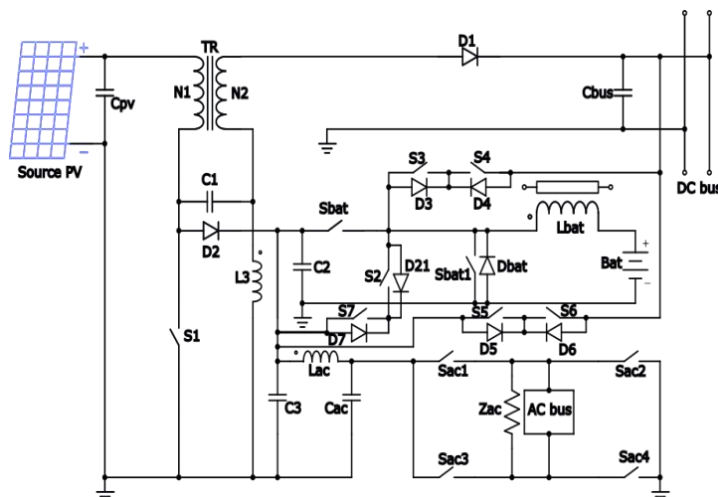 TR
D1
+
N1
N2
Cpv
Cbus
−
Source PV
S3
S4
D3
D4
DC bus
C1
Sbat
D2
Lbat
L3
C2
S2
D21
Sbat1
Dbat
Bat
+
−
S1
S7
S5
S6
D7
D5
D6
Lac
Sac1
Sac2
C3
Cac
Zac
AC bus
Sac3
Sac4